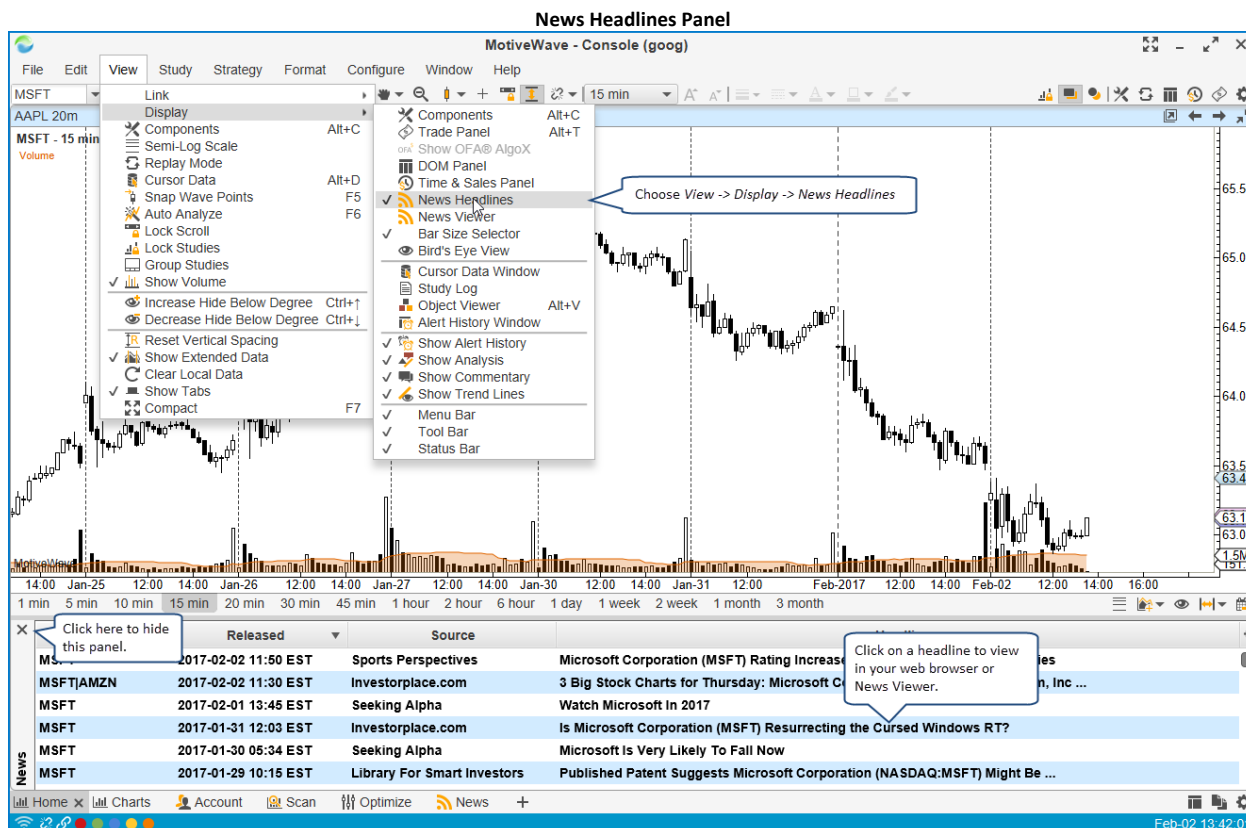 News Headlines Panel
MotiveWave - Console (goog)
File Edit View Study Strategy Format Configure Window Help
MSFT
15 min
AAPL 20m
MSFT - 15 min
Volume
Link
Display
Components Alt+C
Semi-Log Scale
Replay Mode
Cursor Data Alt+D
Snap Wave Points F5
Auto Analyze F6
Lock Scroll
Lock Studies
Group Studies
Show Volume
Increase Hide Below Degree Ctrl+↑
Decrease Hide Below Degree Ctrl+↓
Reset Vertical Spacing
Show Extended Data
Clear Local Data
Show Tabs
Compact F7
Components Alt+C
Trade Panel Alt+T
Show OFA® AlgoX
DOM Panel
Time & Sales Panel
News Headlines
News Viewer
Bar Size Selector
Bird's Eye View
Cursor Data Window
Study Log
Object Viewer Alt+V
Alert History Window
Show Alert History
Show Analysis
Show Commentary
Show Trend Lines
Menu Bar
Tool Bar
Status Bar
Choose View -> Display -> News Headlines
65.5
65.0
64.5
64.0
63.5
63.4
63.1
63.0
1.5M
MotiveWave
14:00 Jan-25 12:00 14:00 Jan-26 12:00 14:00 Jan-27 12:00 14:00 Jan-30 12:00 14:00 Jan-31 12:00 Feb-2017 12:00 14:00 Feb-02 12:00 14:00 16:00
1 min 5 min 10 min 15 min 20 min 30 min 45 min 1 hour 2 hour 6 hour 1 day 1 week 2 week 1 month 3 month
Click here to hide
this panel.
Released Source
Click on a headline to view
in your web browser or
News Viewer.
MSFT 2017-02-02 11:50 EST Sports Perspectives Microsoft Corporation (MSFT) Rating Increase
MSFT|AMZN 2017-02-02 11:30 EST Investorplace.com 3 Big Stock Charts for Thursday: Microsoft Co n, Inc ...
MSFT 2017-02-01 13:45 EST Seeking Alpha Watch Microsoft In 2017
MSFT 2017-01-31 12:03 EST Investorplace.com Is Microsoft Corporation (MSFT) Resurrecting the Cursed Windows RT?
MSFT 2017-01-30 05:34 EST Seeking Alpha Microsoft Is Very Likely To Fall Now
MSFT 2017-01-29 10:15 EST Library For Smart Investors Published Patent Suggests Microsoft Corporation (NASDAQ:MSFT) Might Be ...
News
Home Charts Account Scan Optimize News +
Feb-02 13:42:0